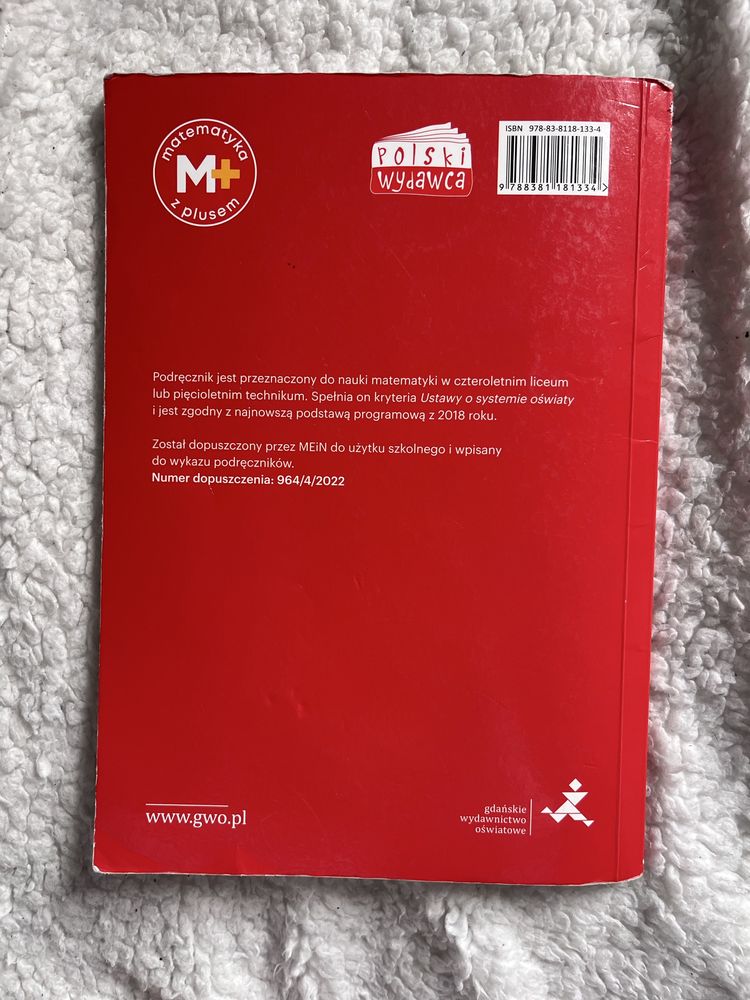 matematyka
M+
z plusem
POLSKI
wydawca
ISBN 978-83-8118-133-4
9 788381 181334 >
Podręcznik jest przeznaczony do nauki matematyki w czteroletnim liceum
lub pięcioletnim technikum. Spełnia on kryteria Ustawy o systemie oświaty
i jest zgodny z najnowszą podstawą programową z 2018 roku.
Został dopuszczony przez MEiN do użytku szkolnego i wpisany
do wykazu podręczników.
Numer dopuszczenia: 964/4/2022
www.gwo.pl
gdańskie
wydawnictwo
oświatowe